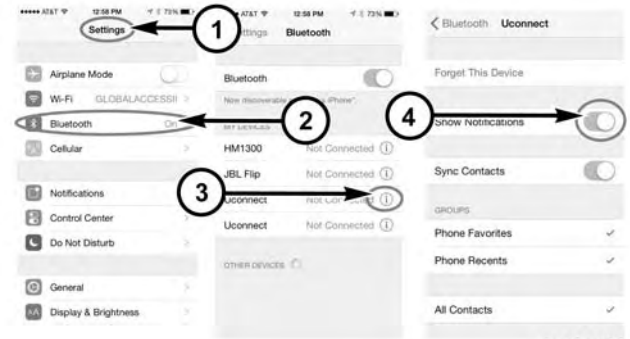 AT&T 12:58 PM 73%
Settings
1
Airplane Mode
Wi-Fi GLOBALACCESSII
Bluetooth On
2
Cellular
Notifications
Control Center
Do Not Disturb
General
Display & Brightness
AT&T 12:58 PM 73%
ettings Bluetooth
Bluetooth
Now discoverable iPhone".
MY DEVICES
HM1300 Not Connected
JBL Flip Not Connected
3
Uconnect Not Connected
Uconnect Not Connected
OTHER DEVICES
Bluetooth Uconnect
Forget This Device
4
Show Notifications
Sync Contacts
GROUPS
Phone Favorites
Phone Recents
All Contacts